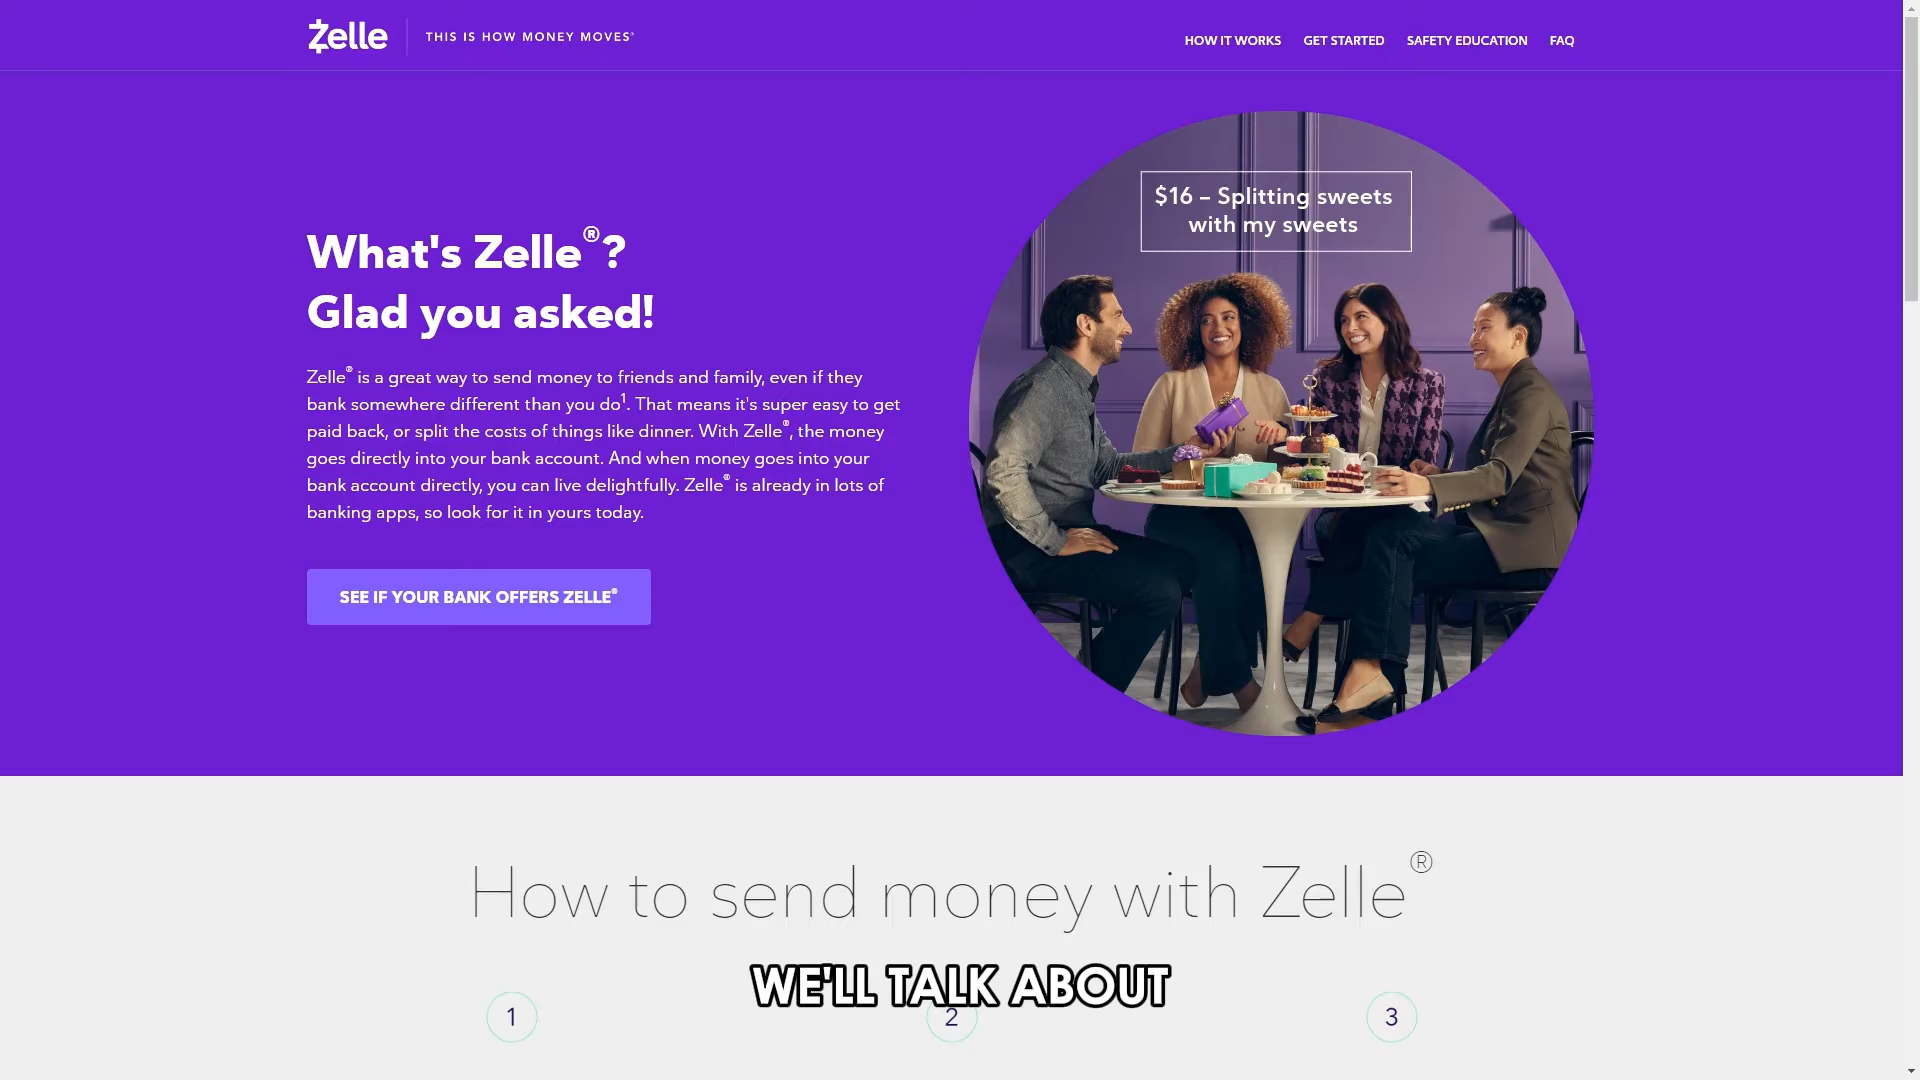 Zelle
THIS IS HOW MONEY MOVES®
HOW IT WORKS
GET STARTED
SAFETY EDUCATION
FAQ
$16 – Splitting sweets
with my sweets
What's Zelle®?
Glad you asked!
Zelle® is a great way to send money to friends and family, even if they
bank somewhere different than you do¹. That means it's super easy to get
paid back, or split the costs of things like dinner. With Zelle®, the money
goes directly into your bank account. And when money goes into your
bank account directly, you can live delightfully. Zelle® is already in lots of
banking apps, so look for it in yours today.
SEE IF YOUR BANK OFFERS ZELLE®
How to send money with Zelle®
WE'LL TALK ABOUT
1
2
3